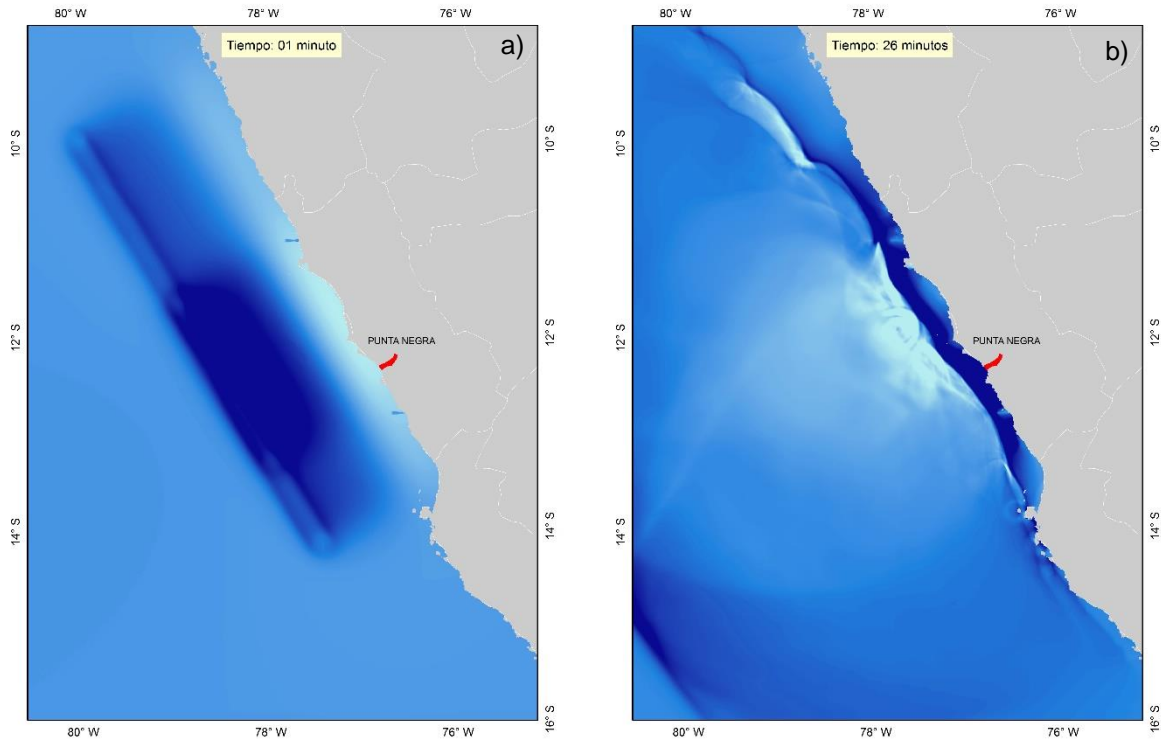 80° W 78° W 76° W
80° W 78° W 76° W
Tiempo: 01 minuto
a)
Tiempo: 26 minutos
b)
10° S
10° S
10° S
10° S
12° S
12° S
12° S
12° S
PUNTA NEGRA
PUNTA NEGRA
14° S
14° S
14° S
14° S
16° S
16° S
80° W 78° W 76° W
80° W 78° W 76° W